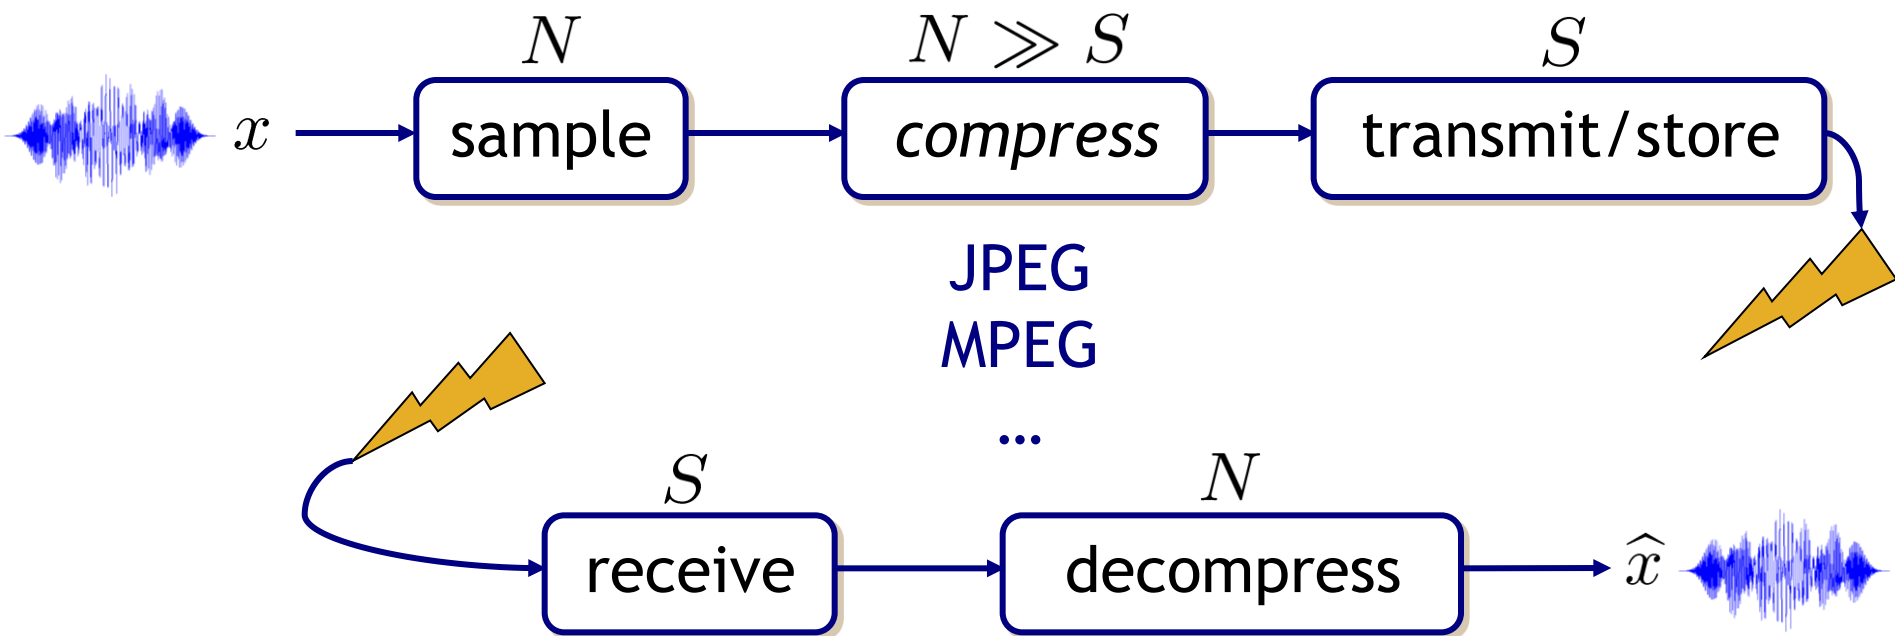 N N ≫ S S
x sample compress transmit/store
JPEG
MPEG
...
S N
receive decompress x̂